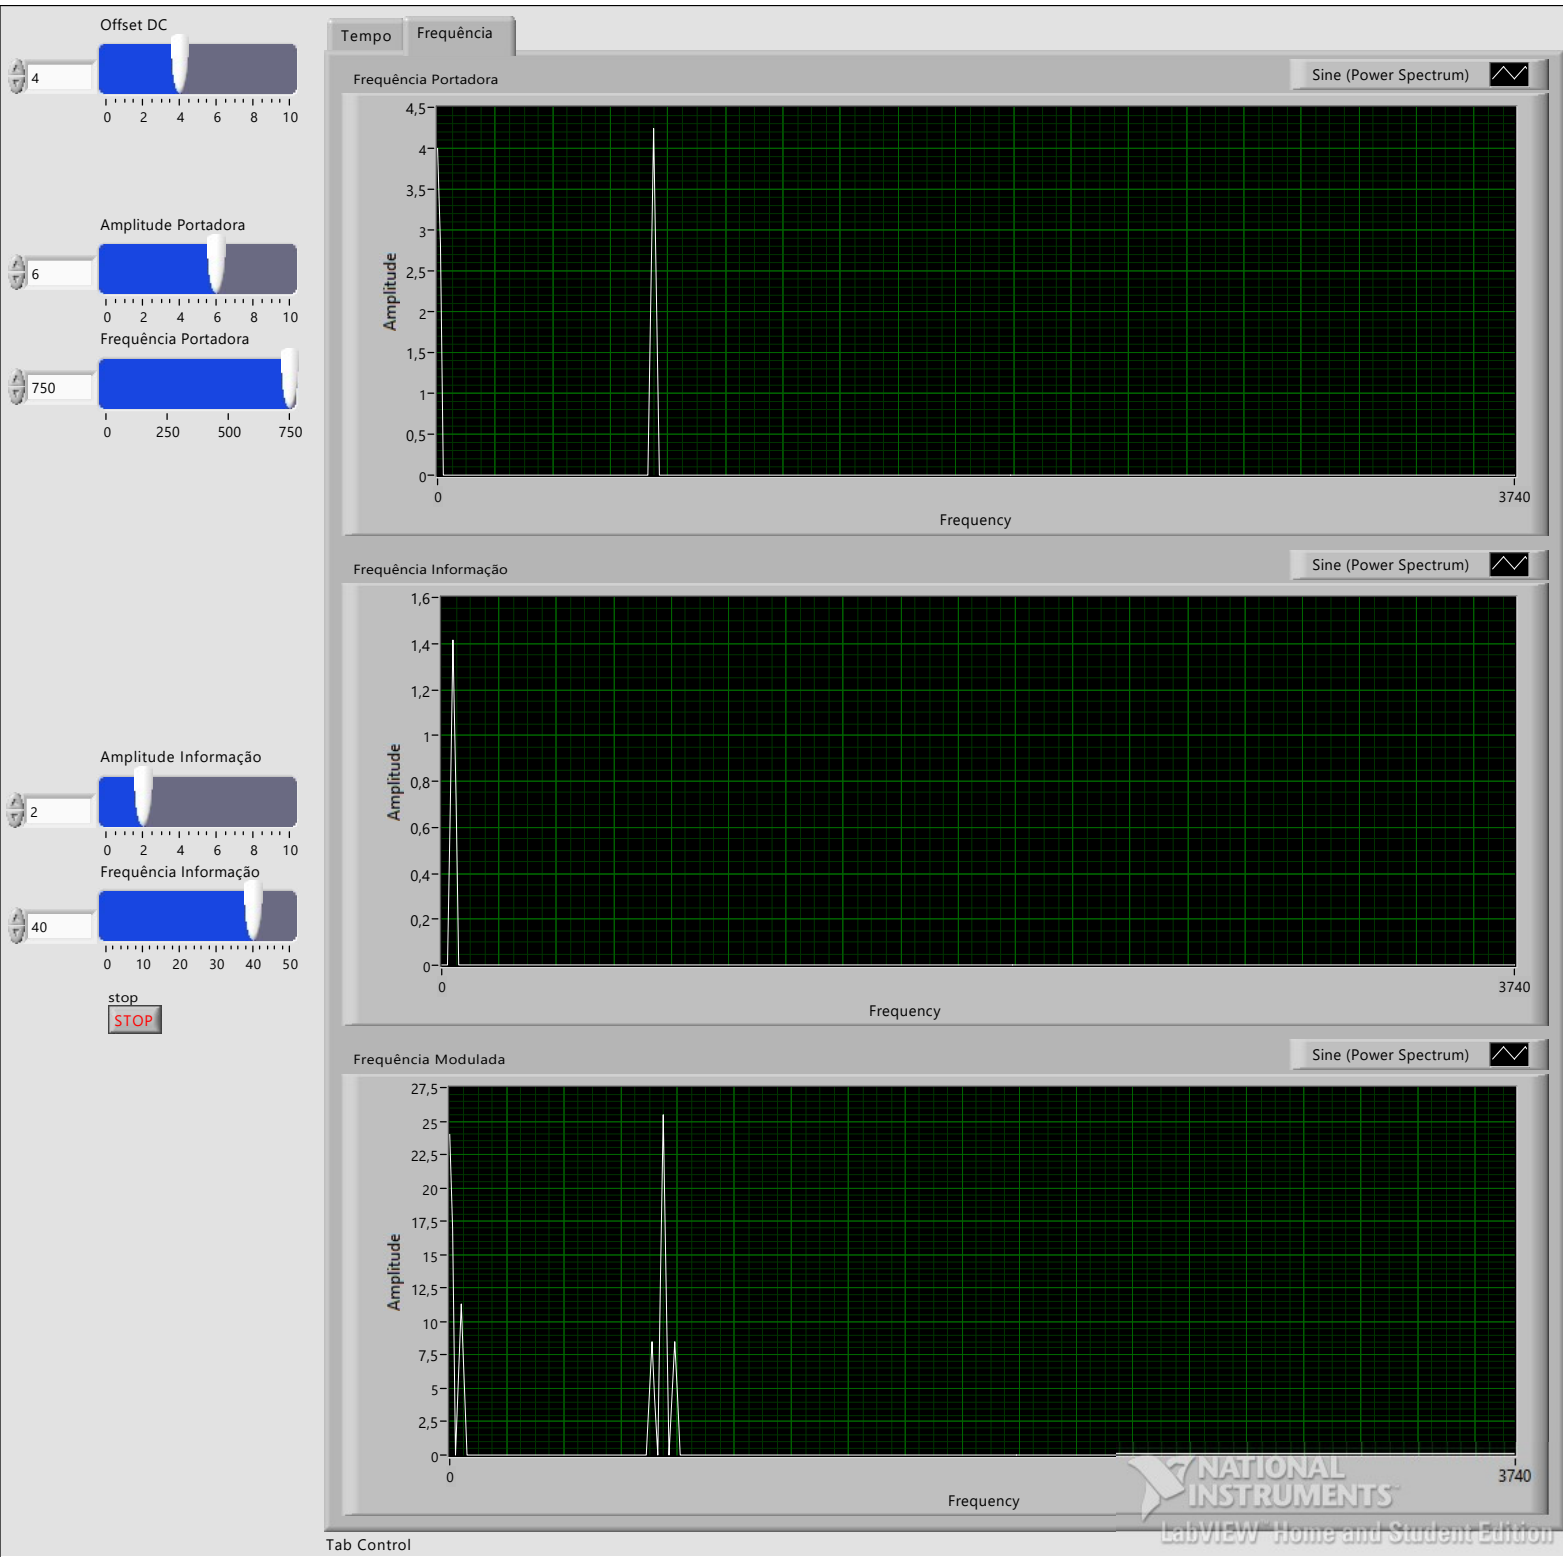 Offset DC
4
0 2 4 6 8 10
Amplitude Portadora
6
0 2 4 6 8 10
Frequência Portadora
750
0 250 500 750
Amplitude Informação
2
0 2 4 6 8 10
Frequência Informação
40
0 10 20 30 40 50
stop
STOP
Tempo Frequência
Frequência Portadora
Sine (Power Spectrum)
4,5
4
3,5
3
2,5
2
1,5
1
0,5
0
Amplitude
0 3740
Frequency
Frequência Informação
Sine (Power Spectrum)
1,6
1,4
1,2
1
0,8
0,6
0,4
0,2
0
Amplitude
0 3740
Frequency
Frequência Modulada
Sine (Power Spectrum)
27,5
25
22,5
20
17,5
15
12,5
10
7,5
5
2,5
0
Amplitude
0 3740
Frequency
NATIONAL
INSTRUMENTS
LabVIEW™ Home and Student Edition
Tab Control